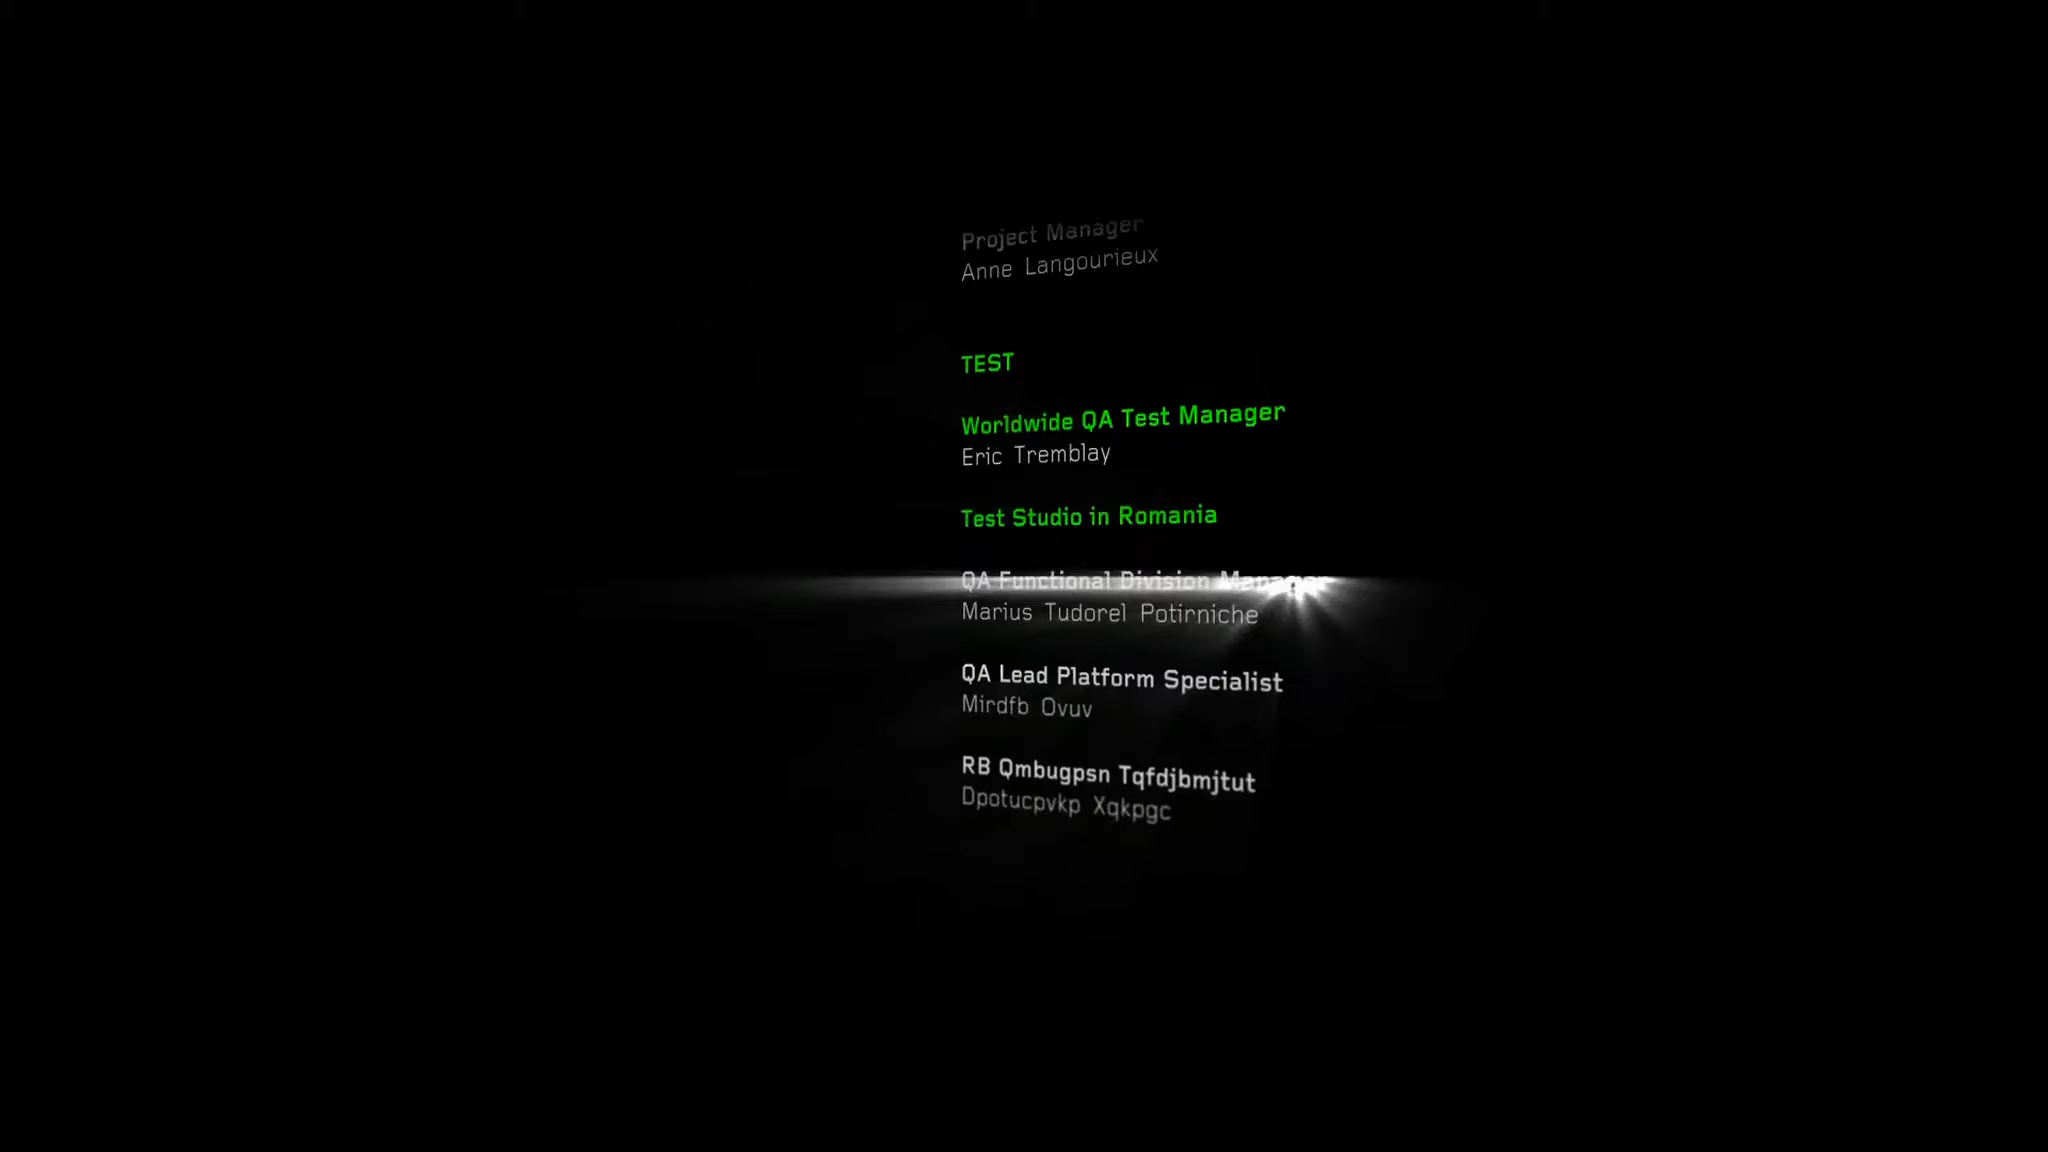 Project Manager
Anne Langourieux
TEST
Worldwide QA Test Manager
Eric Tremblay
Test Studio in Romania
QA Functional Division Manager
Marius Tudorel Potirniche
QA Lead Platform Specialist
Mirdfb Ovuv
RB Qmbugpsn Tqfdjbmjtut
Dpotucpvkp Xqkpgc